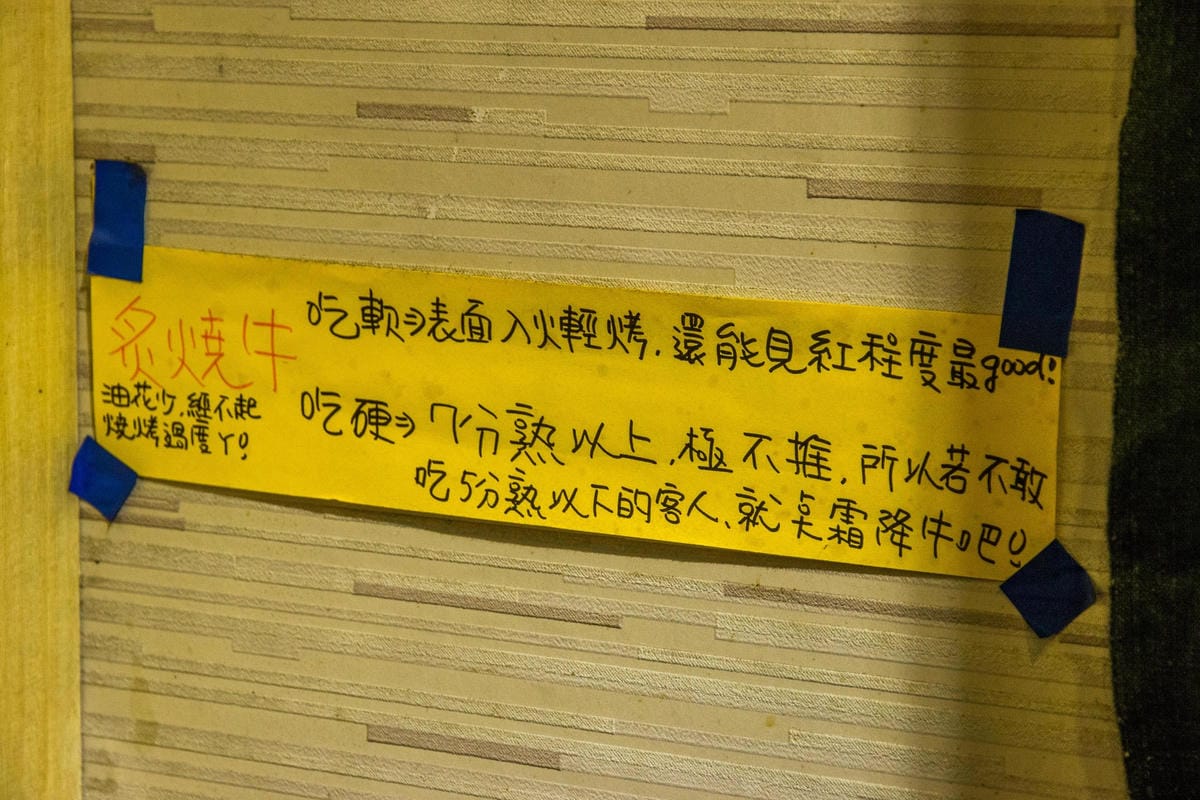 炙燒牛
油花少,經不起
燒烤過度ㄚ!
吃軟⇒表面入火輕烤.還能見紅程度最good!
吃硬⇒7分熟以上.極不推.所以若不敢
吃5分熟以下的客人、就点霜降牛吧!